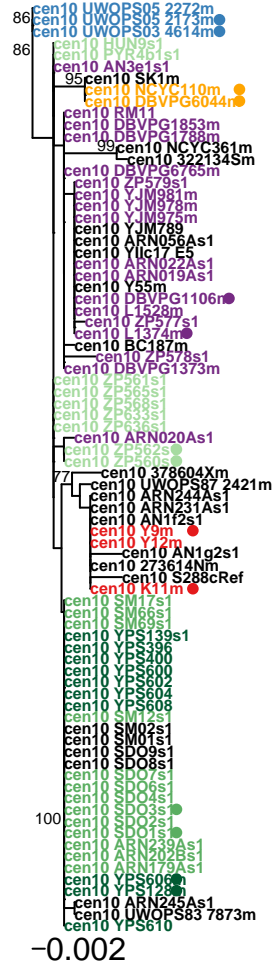 cen10 UWOPS05 2272m
86
cen10 UWOPS05 2173m
cen10 UWOPS03 4614m
cen10 HUN9s1
86
cen10 PYR4b1s1
cen10 AN3e1s1
95
cen10 SK1m
cen10 NCYC110m
cen10 DBVPG6044m
cen10 RM11
cen10 DBVPG1853m
cen10 DBVPG1788m
99
cen10 NCYC361m
cen10 322134Sm
cen10 DBVPG6765m
cen10 ZP579s1
cen10 YJM981m
cen10 YJM978m
cen10 YJM975m
cen10 YJM789
cen10 ARN056As1
cen10 YIIc17 E5
cen10 ARN022As1
cen10 ARN019As1
cen10 Y55m
cen10 DBVPG1106m
cen10 L1528m
cen10 ZP577s1
cen10 L1374m
cen10 BC187m
cen10 ZP578s1
cen10 DBVPG1373m
cen10 ZP561s1
cen10 ZP565s1
cen10 ZP568s1
cen10 ZP633s1
cen10 ZP636s1
cen10 ARN020As1
cen10 ZP562s
cen10 ZP560s
77
cen10 378604Xm
cen10 UWOPS87 2421m
cen10 ARN244As1
cen10 ARN231As1
cen10 AN1f2s1
cen10 Y9m
cen10 Y12m
cen10 AN1g2s1
cen10 273614Nm
cen10 S288cRef
cen10 K11m
cen10 SM17s1
cen10 SM66s1
cen10 SM69s1
cen10 YPS139s1
cen10 YPS396
cen10 YPS400
cen10 YPS600
cen10 YPS602
cen10 YPS604
cen10 YPS608
cen10 SM12s1
cen10 SM02s1
cen10 SM01s1
cen10 SDO9s1
cen10 SDO8s1
cen10 SDO7s1
cen10 SDO6s1
cen10 SDO4s1
cen10 SDO3s1
100
cen10 SDO2s1
cen10 SDO1s1
cen10 ARN239As1
cen10 ARN202Bs1
cen10 ARN179As1
cen10 YPS606m
cen10 YPS128m
cen10 ARN245As1
cen10 UWOPS83 7873m
cen10 YPS610
−0.002